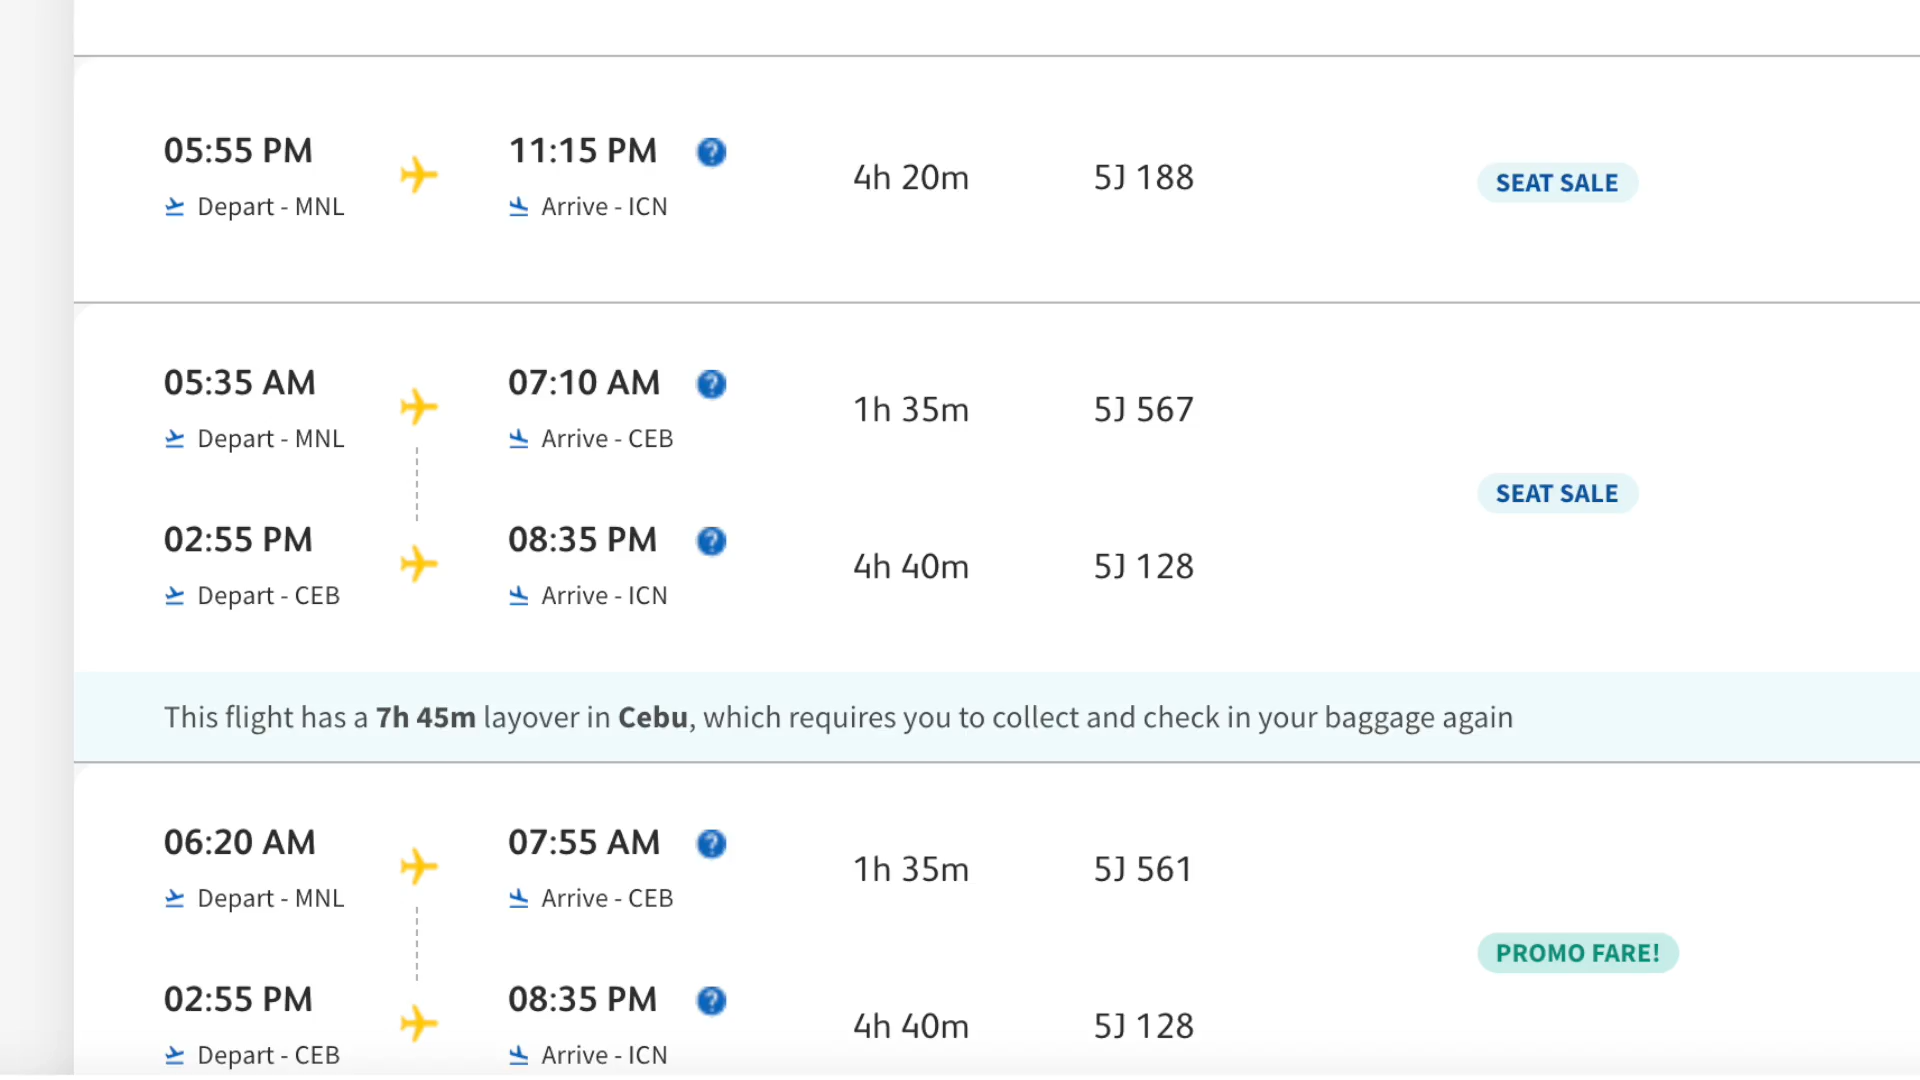 05:55 PM 11:15 PM ?
Depart - MNL Arrive - ICN
4h 20m 5J 188 SEAT SALE
05:35 AM 07:10 AM ?
Depart - MNL Arrive - CEB
1h 35m 5J 567
SEAT SALE
02:55 PM 08:35 PM ?
Depart - CEB Arrive - ICN
4h 40m 5J 128
This flight has a 7h 45m layover in Cebu, which requires you to collect and check in your baggage again
06:20 AM 07:55 AM ?
Depart - MNL Arrive - CEB
1h 35m 5J 561
PROMO FARE!
02:55 PM 08:35 PM ?
Depart - CEB Arrive - ICN
4h 40m 5J 128